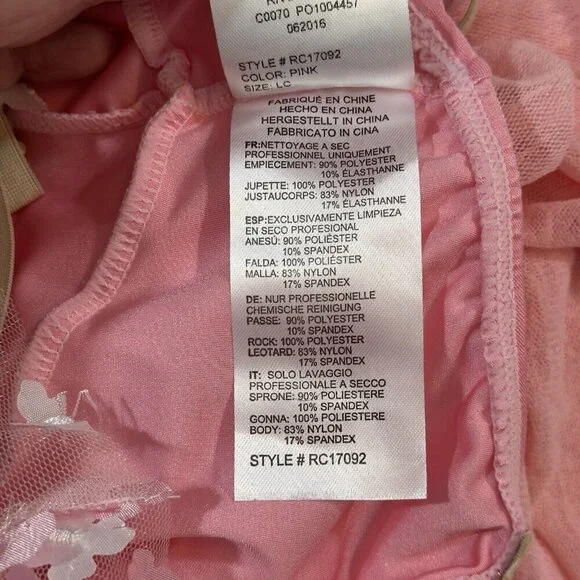 C0070 PO1004457
062016
STYLE # RC17092
COLOR: PINK
SIZE: LC
FABRIQUÉ EN CHINE
HECHO EN CHINA
HERGESTELLT IN CHINA
FABBRICATO IN CINA
FR:NETTOYAGE A SEC
PROFESSIONNEL UNIQUEMENT
EMPIECEMENT: 90% POLYESTER
10% ÉLASTHANNE
JUPETTE: 100% POLYESTER
JUSTAUCORPS: 83% NYLON
17% ÉLASTHANNE
ESP:EXCLUSIVAMENTE LIMPIEZA
EN SECO PROFESIONAL
ANESÚ: 90% POLIÉSTER
10% SPANDEX
FALDA: 100% POLIÉSTER
MALLA: 83% NYLON
17% SPANDEX
DE: NUR PROFESSIONELLE
CHEMISCHE REINIGUNG
PASSE: 90% POLYESTER
10% SPANDEX
ROCK: 100% POLYESTER
LEOTARD: 83% NYLON
17% SPANDEX
IT: SOLO LAVAGGIO
PROFESSIONALE A SECCO
SPRONE: 90% POLIESTERE
10% SPANDEX
GONNA: 100% POLIESTERE
BODY: 83% NYLON
17% SPANDEX
STYLE # RC17092